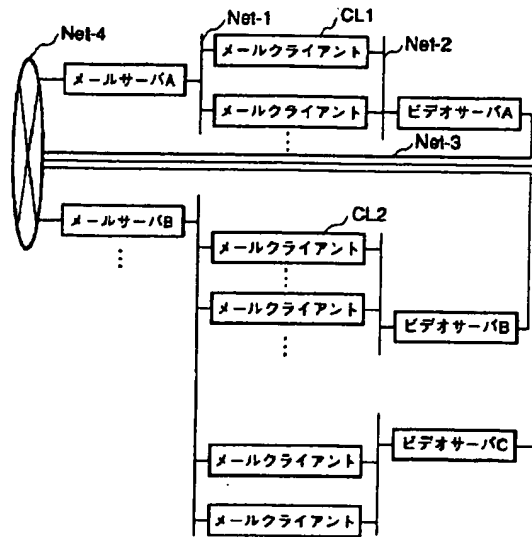 Net-4
Net-1
CL1
メールクライアント
Net-2
メールサーバA
メールクライアント
ビデオサーバA
Net-3
メールサーバB
CL2
メールクライアント
メールクライアント
ビデオサーバB
メールクライアント
ビデオサーバC
メールクライアント